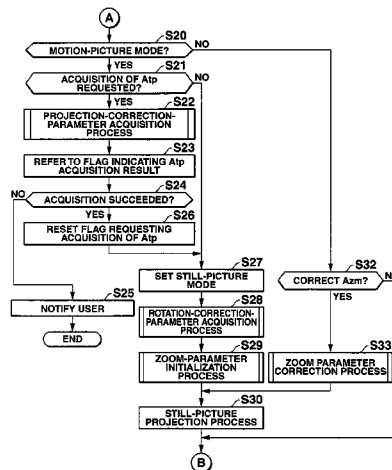 A
S20
MOTION-PICTURE MODE?
NO
YES
S21
ACQUISITION OF Atp
REQUESTED?
NO
YES
S22
PROJECTION-CORRECTION-
PARAMETER ACQUISITION
PROCESS
S23
REFER TO FLAG INDICATING Atp
ACQUISITION RESULT
S24
NO
ACQUISITION SUCCEEDED?
YES
S26
RESET FLAG REQUESTING
ACQUISITION OF Atp
S27
SET STILL-PICTURE
MODE
S32
CORRECT Azm?
NO
YES
S25
NOTIFY USER
END
S28
ROTATION-CORRECTION-
PARAMETER ACQUISITION
PROCESS
S29
ZOOM-PARAMETER
INITIALIZATION
PROCESS
S33
ZOOM PARAMETER
CORRECTION PROCESS
S30
STILL-PICTURE
PROJECTION PROCESS
B